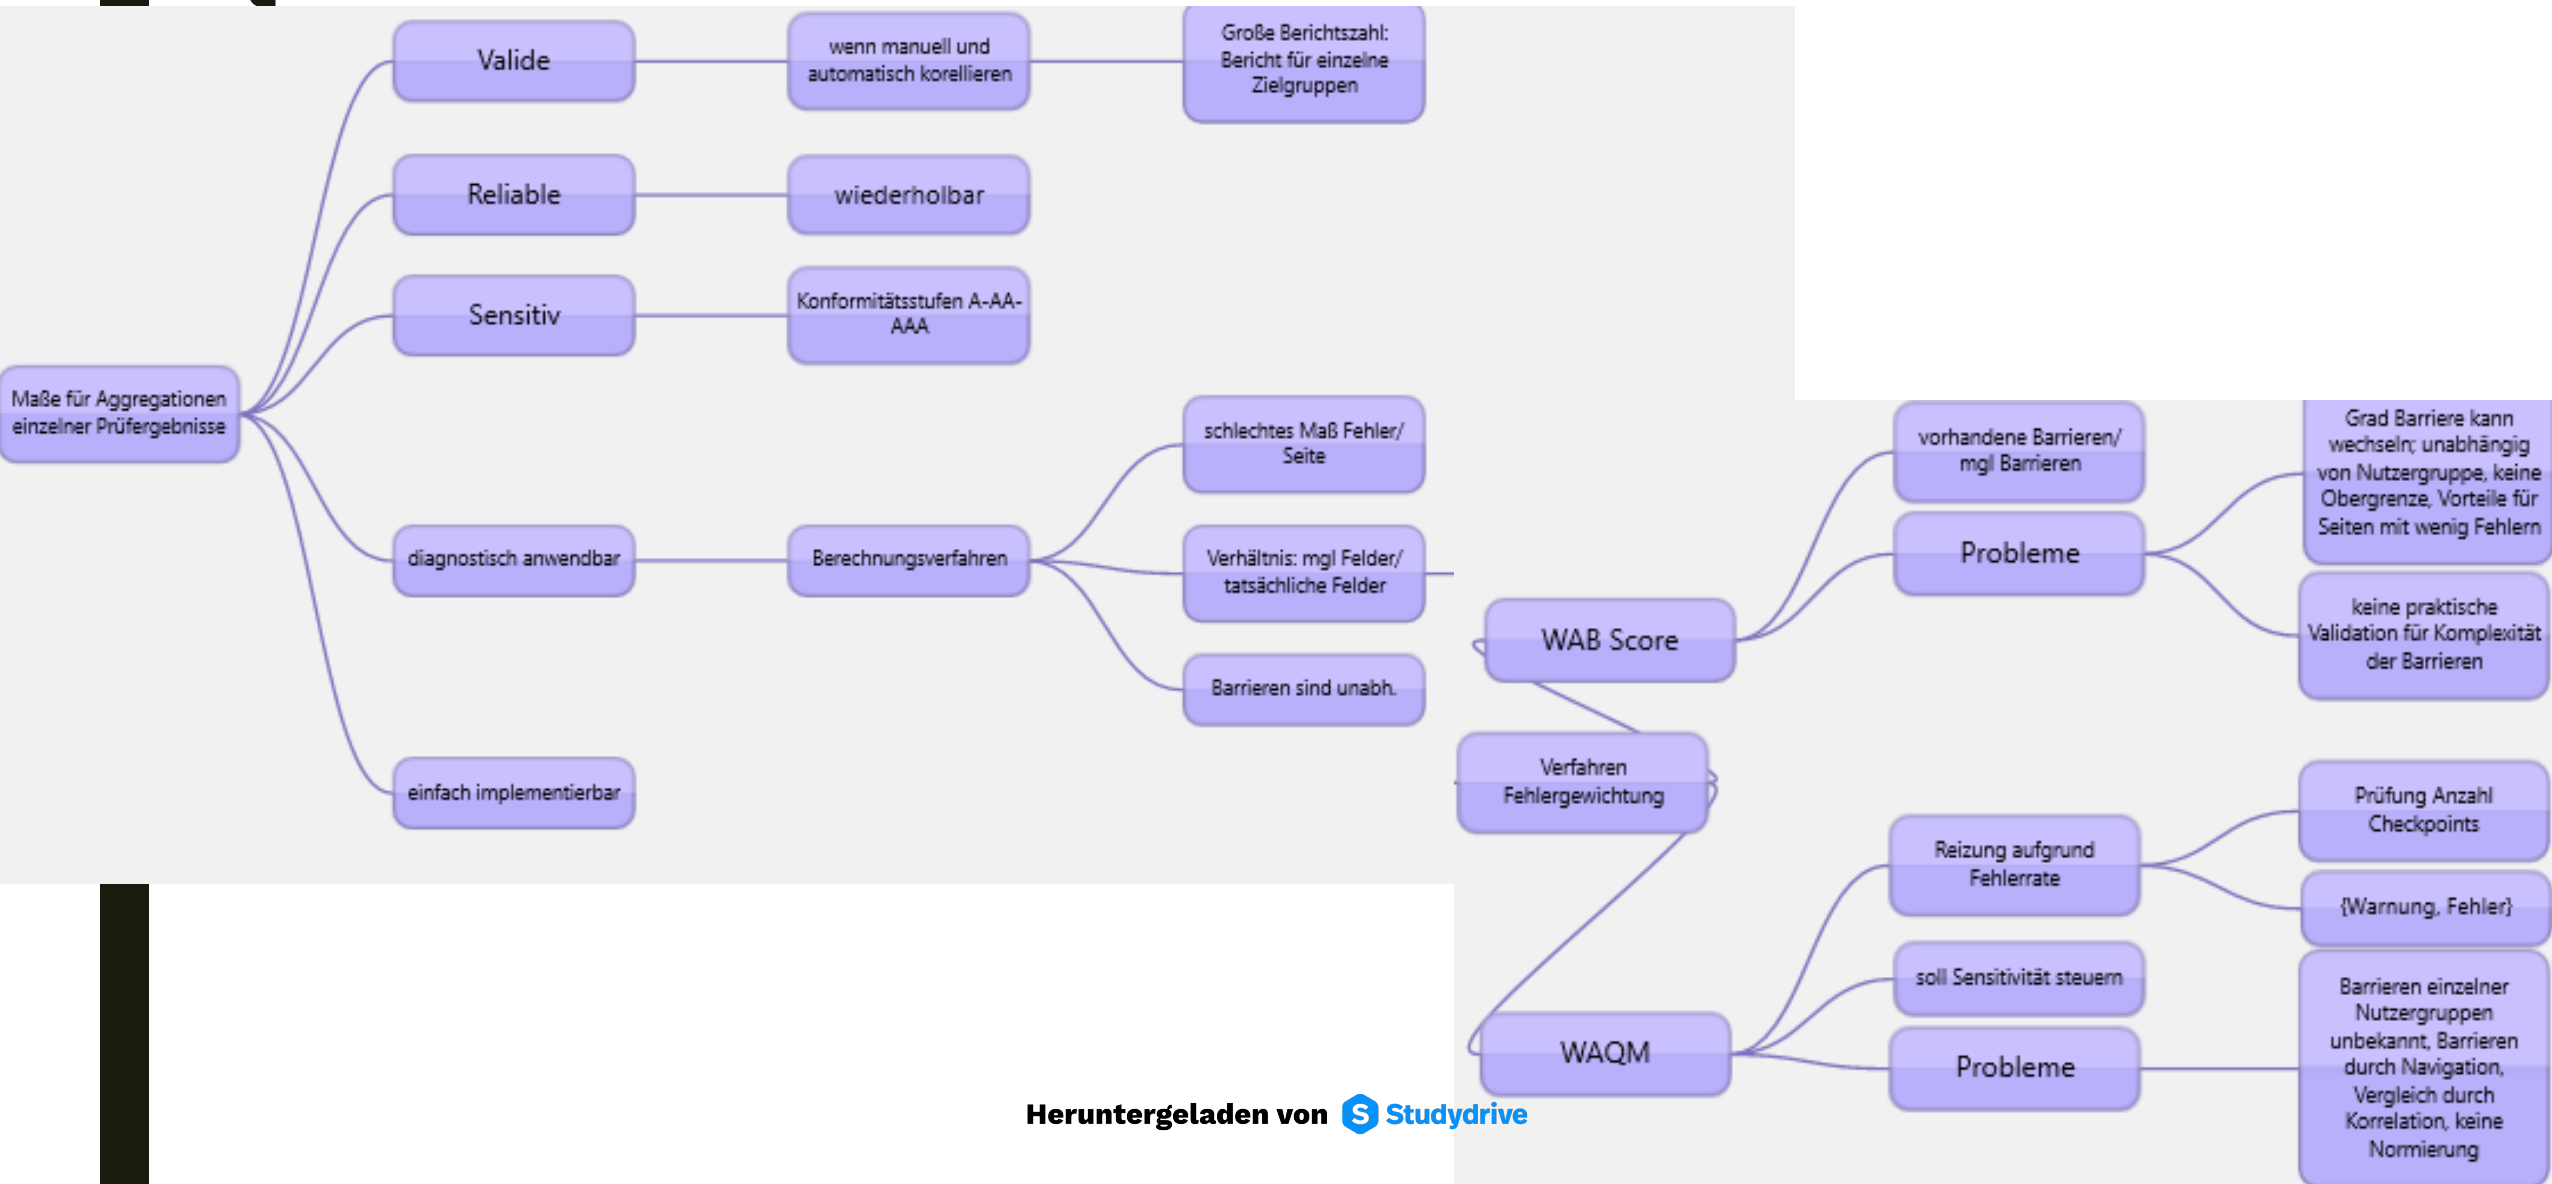 Valide
wenn manuell und
automatisch korellieren
Große Berichtszahl:
Bericht für einzelne
Zielgruppen
Reliable
wiederholbar
Sensitiv
Konformitätsstufen A-AA-
AAA
Maße für Aggregationen
einzelner Prüfergebnisse
diagnostisch anwendbar
Berechnungsverfahren
schlechtes Maß Fehler/
Seite
Verhältnis: mgl Felder/
tatsächliche Felder
Barrieren sind unabh.
einfach implementierbar
Verfahren
Fehlergewichtung
WAB Score
vorhandene Barrieren/
mgl Barrieren
Probleme
Grad Barriere kann
wechseln; unabhängig
von Nutzergruppe, keine
Obergrenze, Vorteile für
Seiten mit wenig Fehlern
keine praktische
Validation für Komplexität
der Barrieren
WAQM
Reizung aufgrund
Fehlerrate
Prüfung Anzahl
Checkpoints
{Warnung, Fehler}
soll Sensitivität steuern
Probleme
Barrieren einzelner
Nutzergruppen
unbekannt, Barrieren
durch Navigation,
Vergleich durch
Korrelation, keine
Normierung
Heruntergeladen von Studydrive